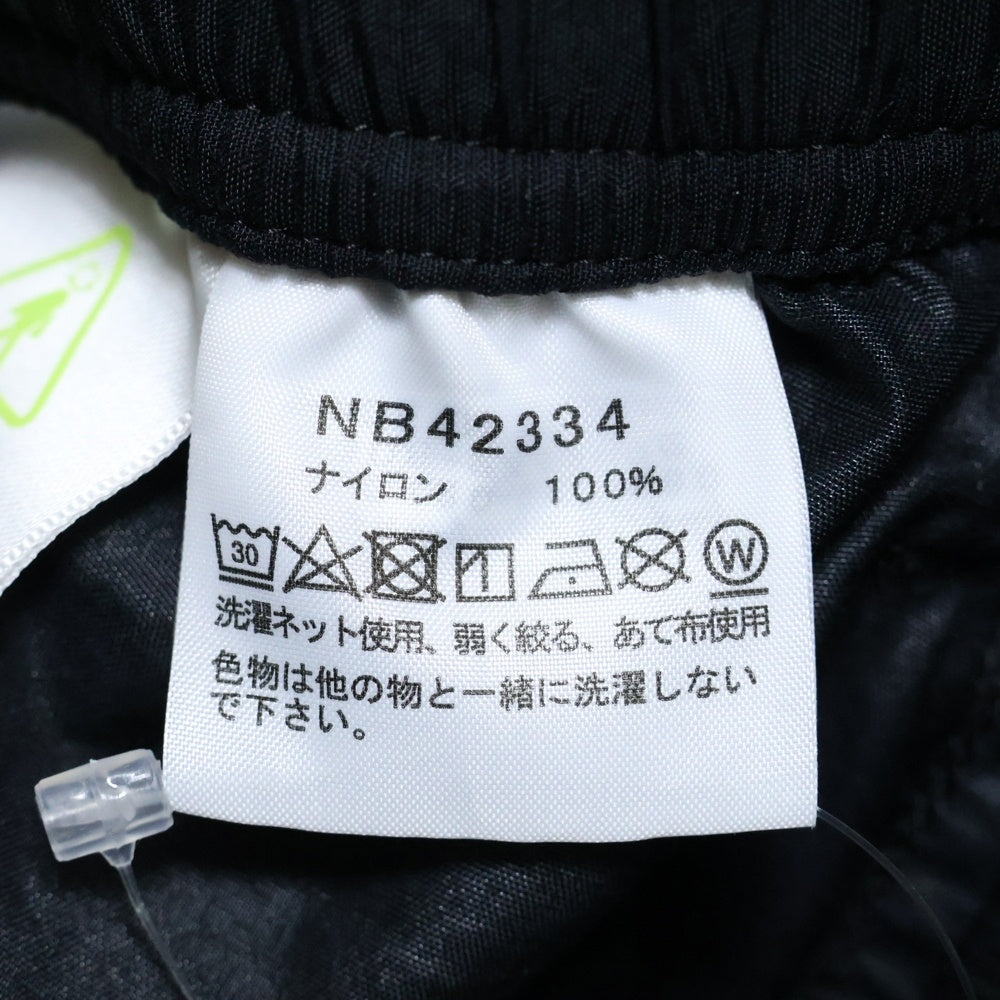 NB42334
ナイロン 100%
30 W
洗濯ネット使用、弱く絞る、あて布使用
色物は他の物と一緒に洗濯しない
で下さい。